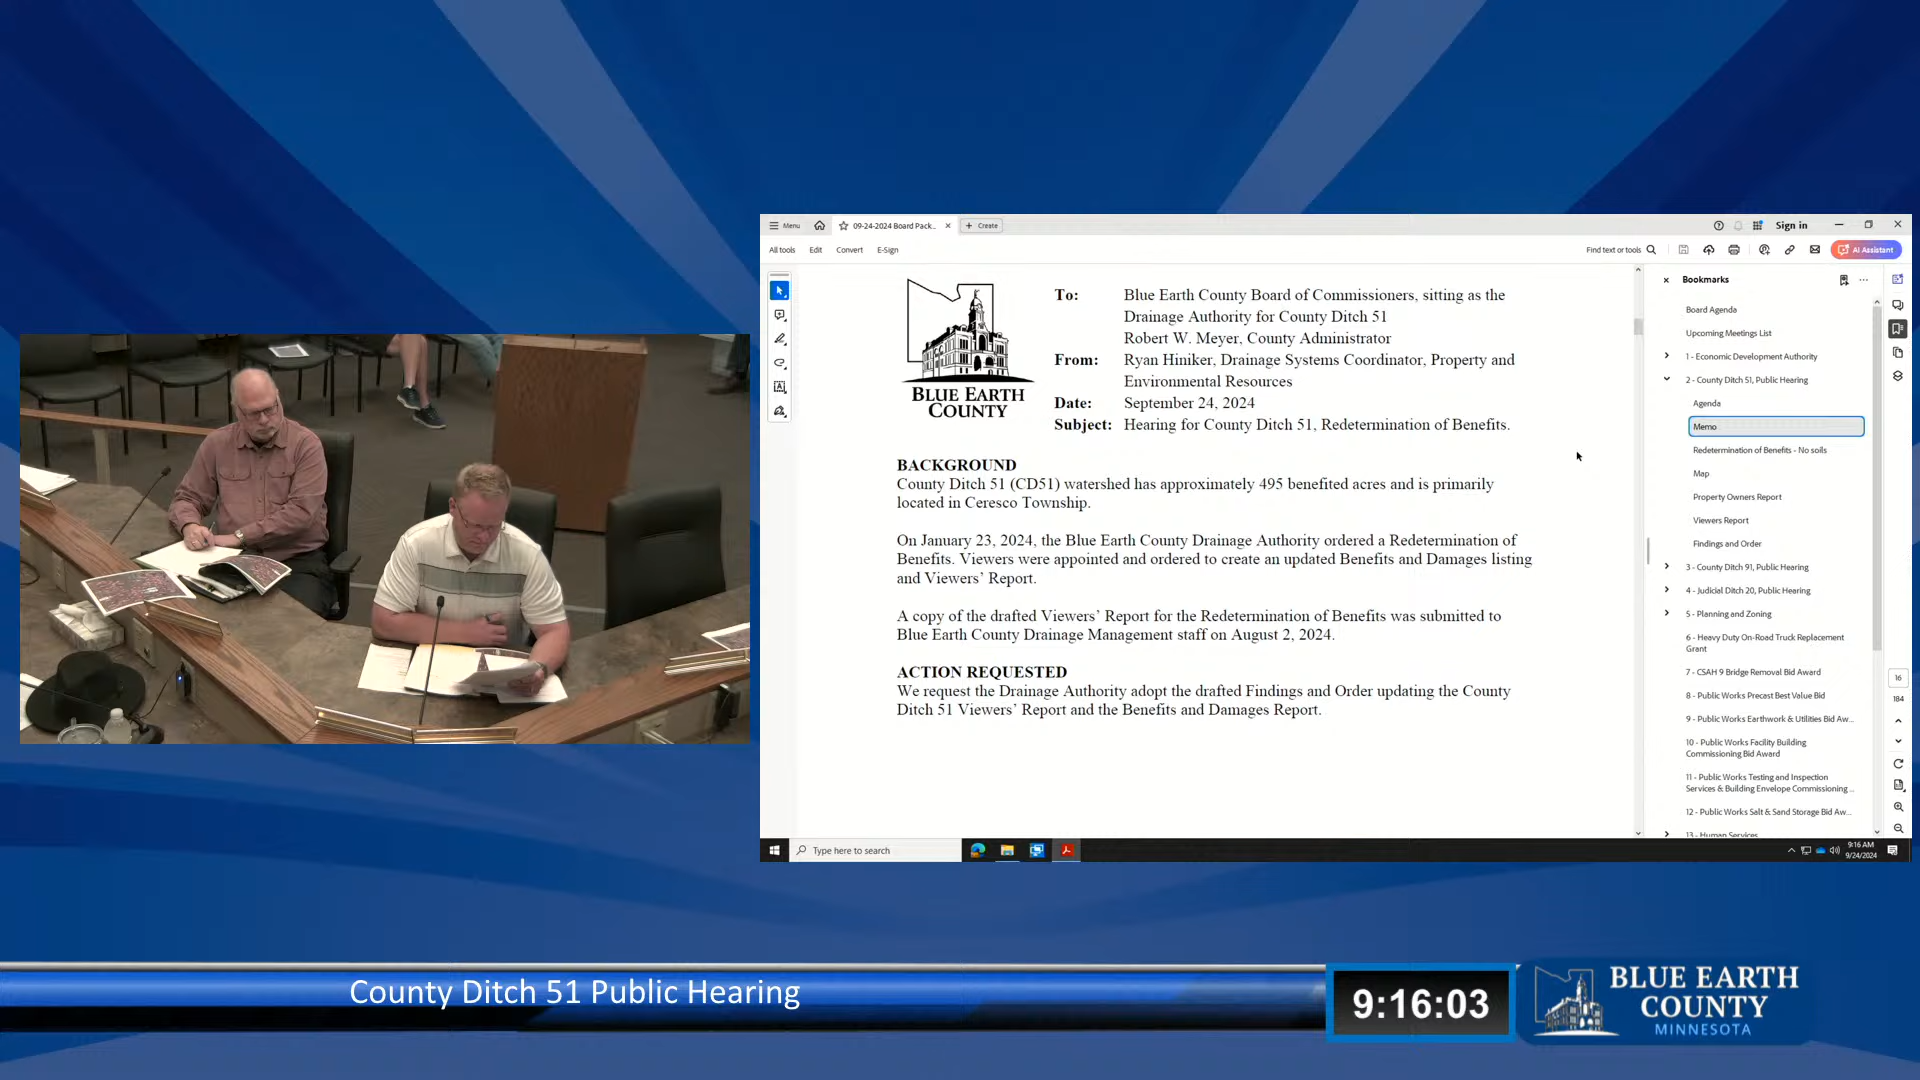 Menu
09-24-2024 Board Pack...
Create
Sign in
All tools
Edit
Convert
E-Sign
Find text or tools
AI Assistant
BLUE EARTH
COUNTY
To: Blue Earth County Board of Commissioners, sitting as the
Drainage Authority for County Ditch 51
Robert W. Meyer, County Administrator
From: Ryan Hiniker, Drainage Systems Coordinator, Property and
Environmental Resources
Date: September 24, 2024
Subject: Hearing for County Ditch 51, Redetermination of Benefits.
BACKGROUND
County Ditch 51 (CD51) watershed has approximately 495 benefited acres and is primarily
located in Ceresco Township.
On January 23, 2024, the Blue Earth County Drainage Authority ordered a Redetermination of
Benefits. Viewers were appointed and ordered to create an updated Benefits and Damages listing
and Viewers' Report.
A copy of the drafted Viewers' Report for the Redetermination of Benefits was submitted to
Blue Earth County Drainage Management staff on August 2, 2024.
ACTION REQUESTED
We request the Drainage Authority adopt the drafted Findings and Order updating the County
Ditch 51 Viewers' Report and the Benefits and Damages Report.
Bookmarks
Board Agenda
Upcoming Meetings List
1 - Economic Development Authority
2 - County Ditch 51, Public Hearing
Agenda
Memo
Redetermination of Benefits - No soils
Map
Property Owners Report
Viewers Report
Findings and Order
3 - County Ditch 91, Public Hearing
4 - Judicial Ditch 20, Public Hearing
5 - Planning and Zoning
6 - Heavy Duty On-Road Truck Replacement
Grant
7 - CSAH 9 Bridge Removal Bid Award
8 - Public Works Precast Best Value Bid
9 - Public Works Earthwork & Utilities Bid Aw...
10 - Public Works Facility Building
Commissioning Bid Award
11 - Public Works Testing and Inspection
Services & Building Envelope Commissioning ...
12 - Public Works Salt & Sand Storage Bid Aw...
13 - Human Services
16
184
Type here to search
9:16 AM
9/24/2024
County Ditch 51 Public Hearing
9:16:03
BLUE EARTH
COUNTY
MINNESOTA